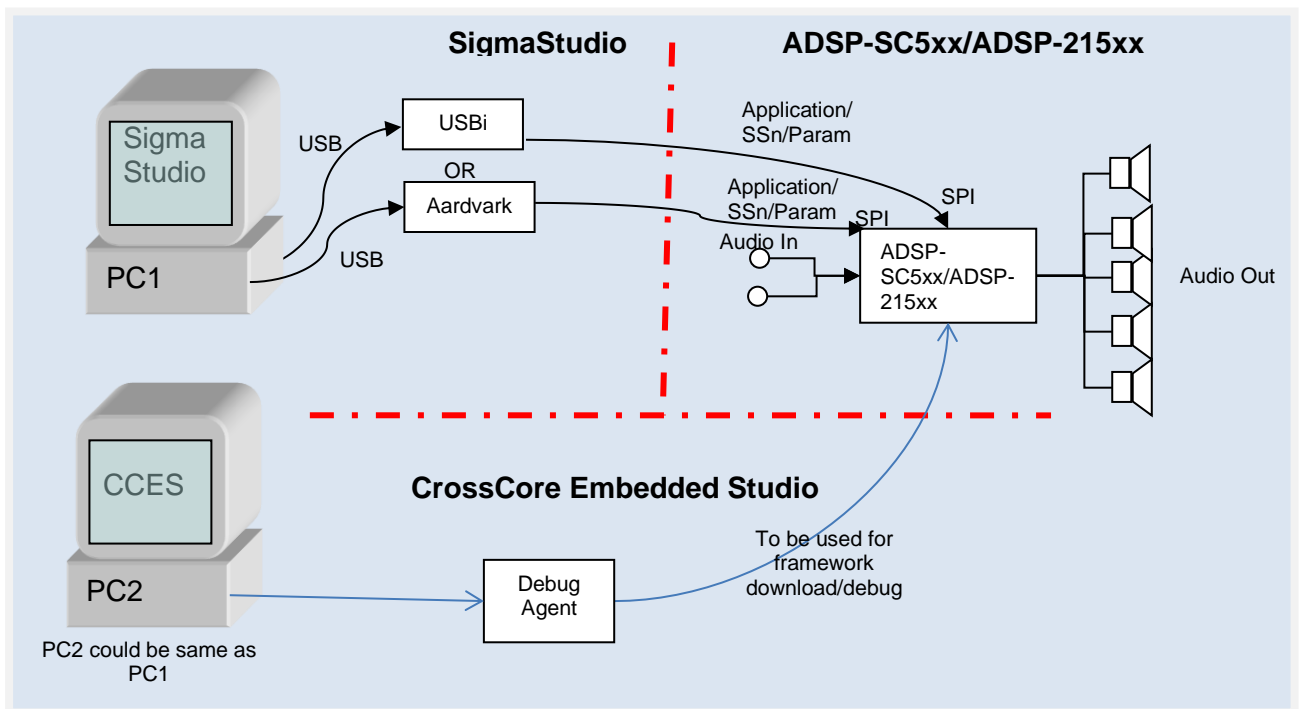 SigmaStudio
ADSP-SC5xx/ADSP-215xx
Sigma
Studio
PC1
USB
USB
USBi
OR
Aardvark
Application/
SSn/Param
SPI
Application/
SSn/Param
SPI
Audio In
ADSP-
SC5xx/ADSP-
215xx
Audio Out
CCES
PC2
PC2 could be same as
PC1
CrossCore Embedded Studio
Debug
Agent
To be used for
framework
download/debug